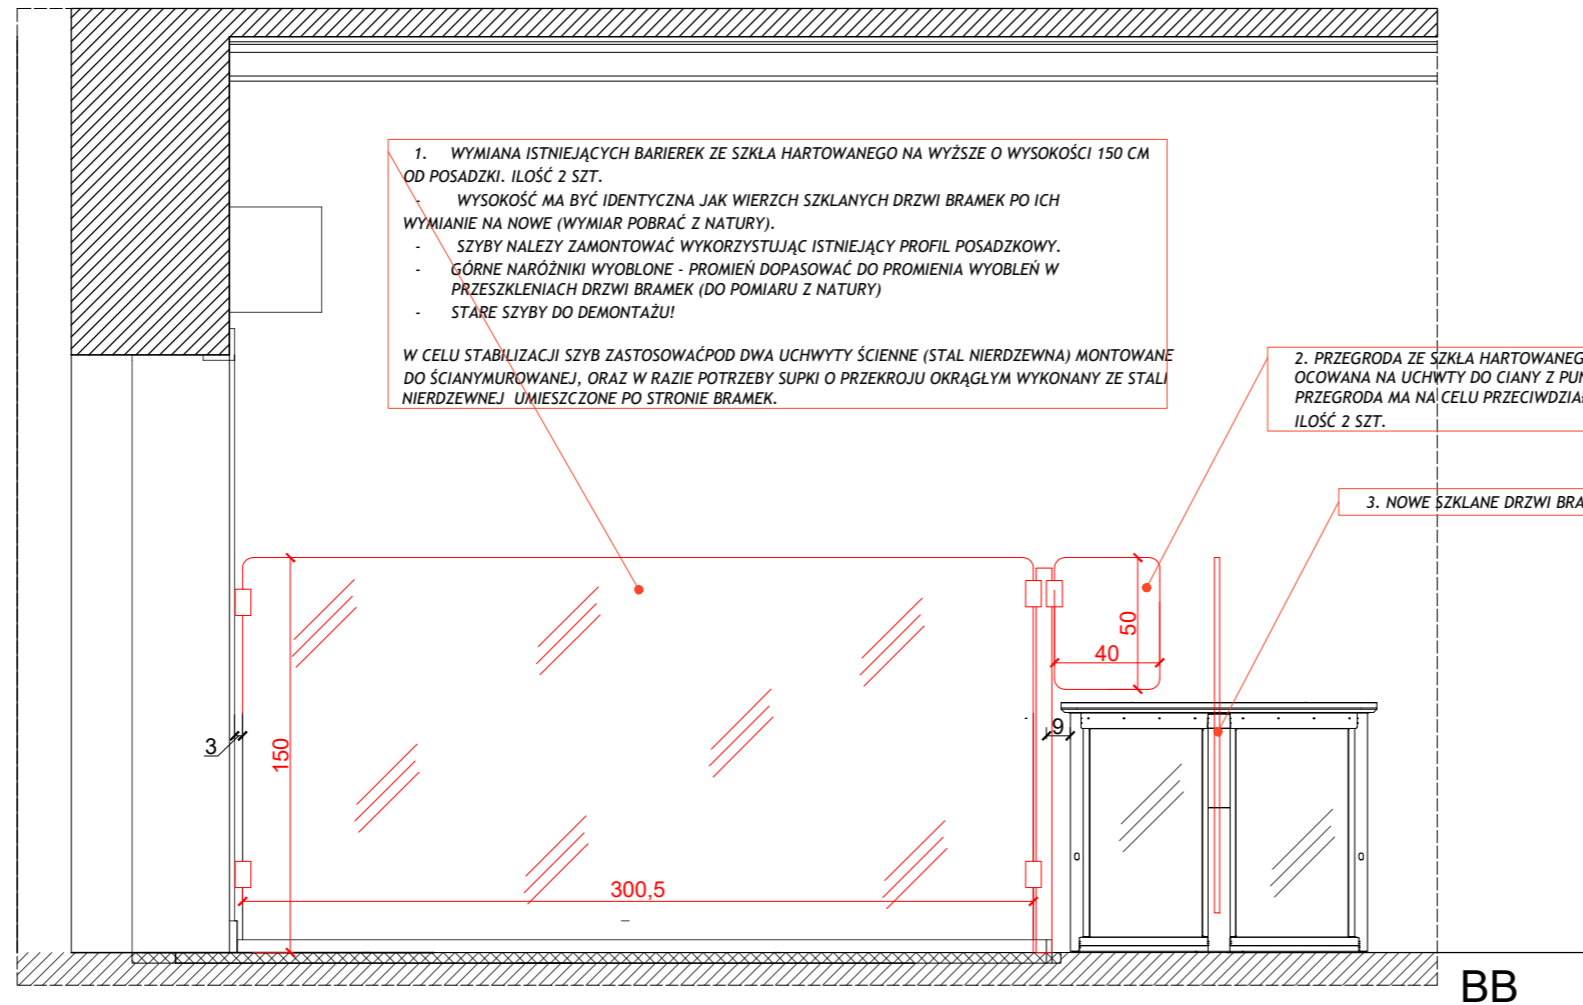 1. WYMIANA ISTNIEJĄCYCH BARIEREK ZE SZKŁA HARTOWANEGO NA WYŻSZE O WYSOKOŚCI 150 CM
OD POSADZKI. ILOŚĆ 2 SZT.
- WYSOKOŚĆ MA BYĆ IDENTYCZNA JAK WIERZCH SZKLANYCH DRZWI BRAMEK PO ICH
WYMIANIE NA NOWE (WYMIAR POBRAĆ Z NATURY).
- SZYBY NALEZY ZAMONTOWAĆ WYKORZYSTUJĄC ISTNIEJĄCY PROFIL POSADZKOWY.
- GÓRNE NARÓŻNIKI WYOBLONE - PROMIEŃ DOPASOWAĆ DO PROMIENIA WYOBLEŃ W
PRZESZKLENIACH DRZWI BRAMEK (DO POMIARU Z NATURY)
- STARE SZYBY DO DEMONTAŻU!
W CELU STABILIZACJI SZYB ZASTOSOWAĆPOD DWA UCHWYTY ŚCIENNE (STAL NIERDZEWNA) MONTOWANE
DO ŚCIANYMUROWANEJ, ORAZ W RAZIE POTRZEBY SUPKI O PRZEKROJU OKRĄGŁYM WYKONANY ZE STALI
NIERDZEWNEJ UMIESZCZONE PO STRONIE BRAMEK.
2. PRZEGRODA ZE SZKŁA HARTOWANEG
OCOWANA NA UCHWTY DO CIANY Z PUN
PRZEGRODA MA NA CELU PRZECIWDZIA
ILOŚĆ 2 SZT.
3. NOWE SZKLANE DRZWI BRA
50
40
9
3
150
300,5
BB